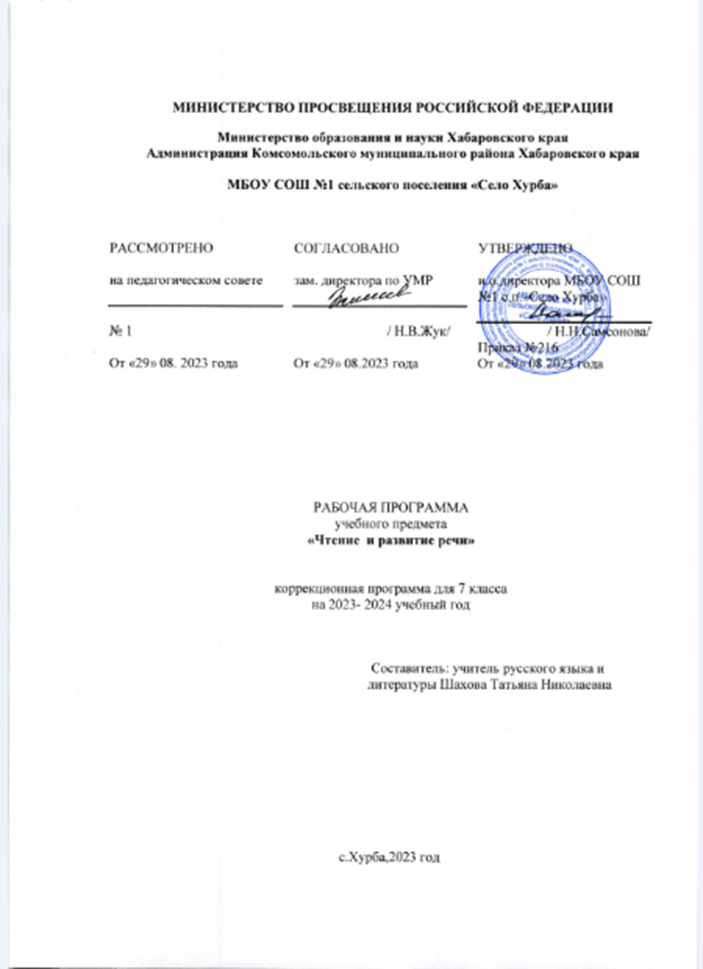 МИНИСТЕРСТВО ПРОСВЕЩЕНИЯ РОССИЙСКОЙ ФЕДЕРАЦИИ
Министерство образования и науки Хабаровского края
Администрация Комсомольского муниципального района Хабаровского края
МБОУ СОШ №1 сельского поселения «Село Хурба»
РАССМОТРЕНО СОГЛАСОВАНО УТВЕРЖДЕНО
на педагогическом совете зам. директора по УМР и.о.директора МБОУ СОШ
№1 с.п. «Село Хурба»
№ 1 / Н.В.Жук/ / Н.Н.Самсонова/
Приказ №216
От «29» 08. 2023 года От «29» 08.2023 года От «29» 08.2023 года
РАБОЧАЯ ПРОГРАММА
учебного предмета
«Чтение и развитие речи»
коррекционная программа для 7 класса
на 2023- 2024 учебный год
Составитель: учитель русского языка и
литературы Шахова Татьяна Николаевна
с.Хурба,2023 год